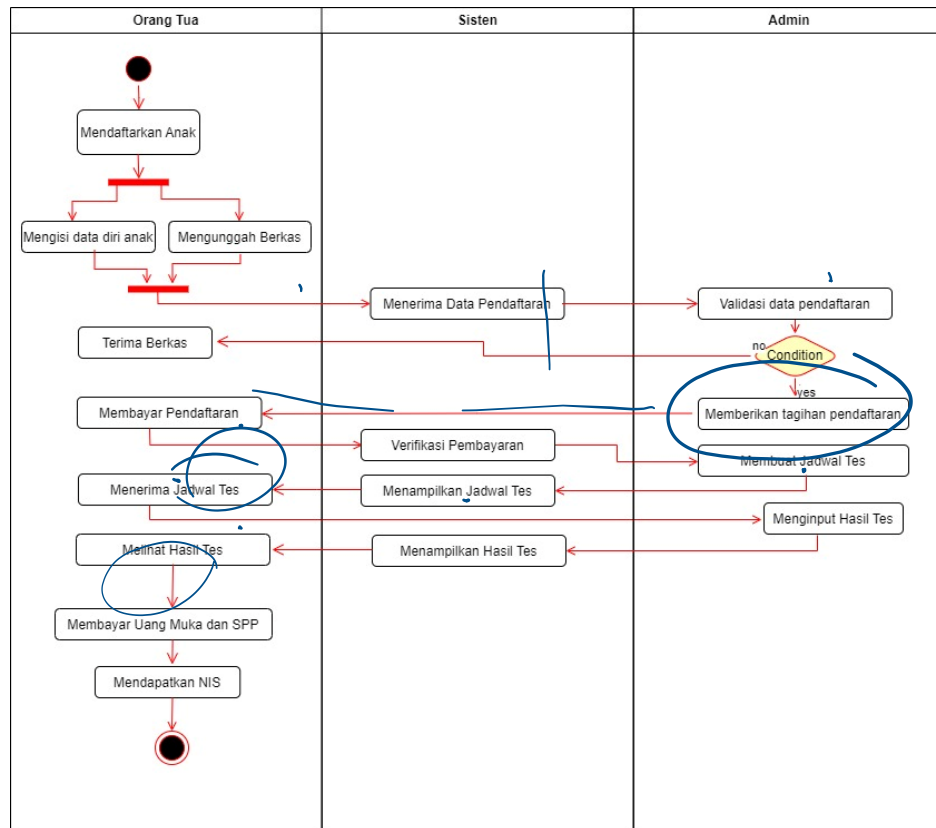 Orang Tua
Sisten
Admin
Mendaftarkan Anak
Mengisi data diri anak
Mengunggah Berkas
Menerima Data Pendaftaran
Validasi data pendaftaran
Terima Berkas
no
Condition
yes
Membayar Pendaftaran
Memberikan tagihan pendaftaran
Verifikasi Pembayaran
Membuat Jadwal Tes
Menerima Jadwal Tes
Menampilkan Jadwal Tes
Menginput Hasil Tes
Melihat Hasil Tes
Menampilkan Hasil Tes
Membayar Uang Muka dan SPP
Mendapatkan NIS